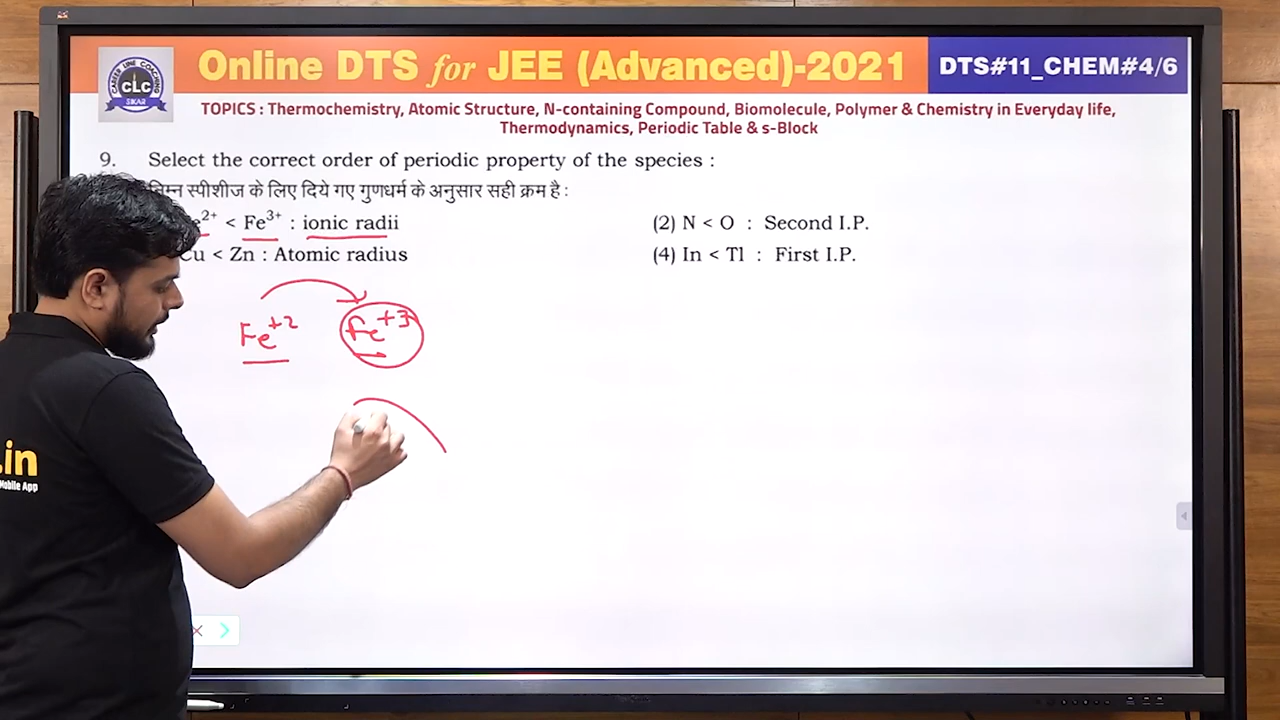 Online DTS for JEE (Advanced)-2021
DTS#11_CHEM#4/6
CAREER LINE COACHING
CLC
SIKAR
TOPICS : Thermochemistry, Atomic Structure, N-containing Compound, Biomolecule, Polymer & Chemistry in Everyday life,
Thermodynamics, Periodic Table & s-Block
9. Select the correct order of periodic property of the species :
स्पीशीज के लिए दिये गए गुणधर्म के अनुसार सही क्रम है :
e²⁺ < Fe³⁺ : ionic radii
(2) N < O : Second I.P.
Cu < Zn : Atomic radius
(4) In < Tl : First I.P.
Fe⁺² Fe⁺³
.in
Mobile App